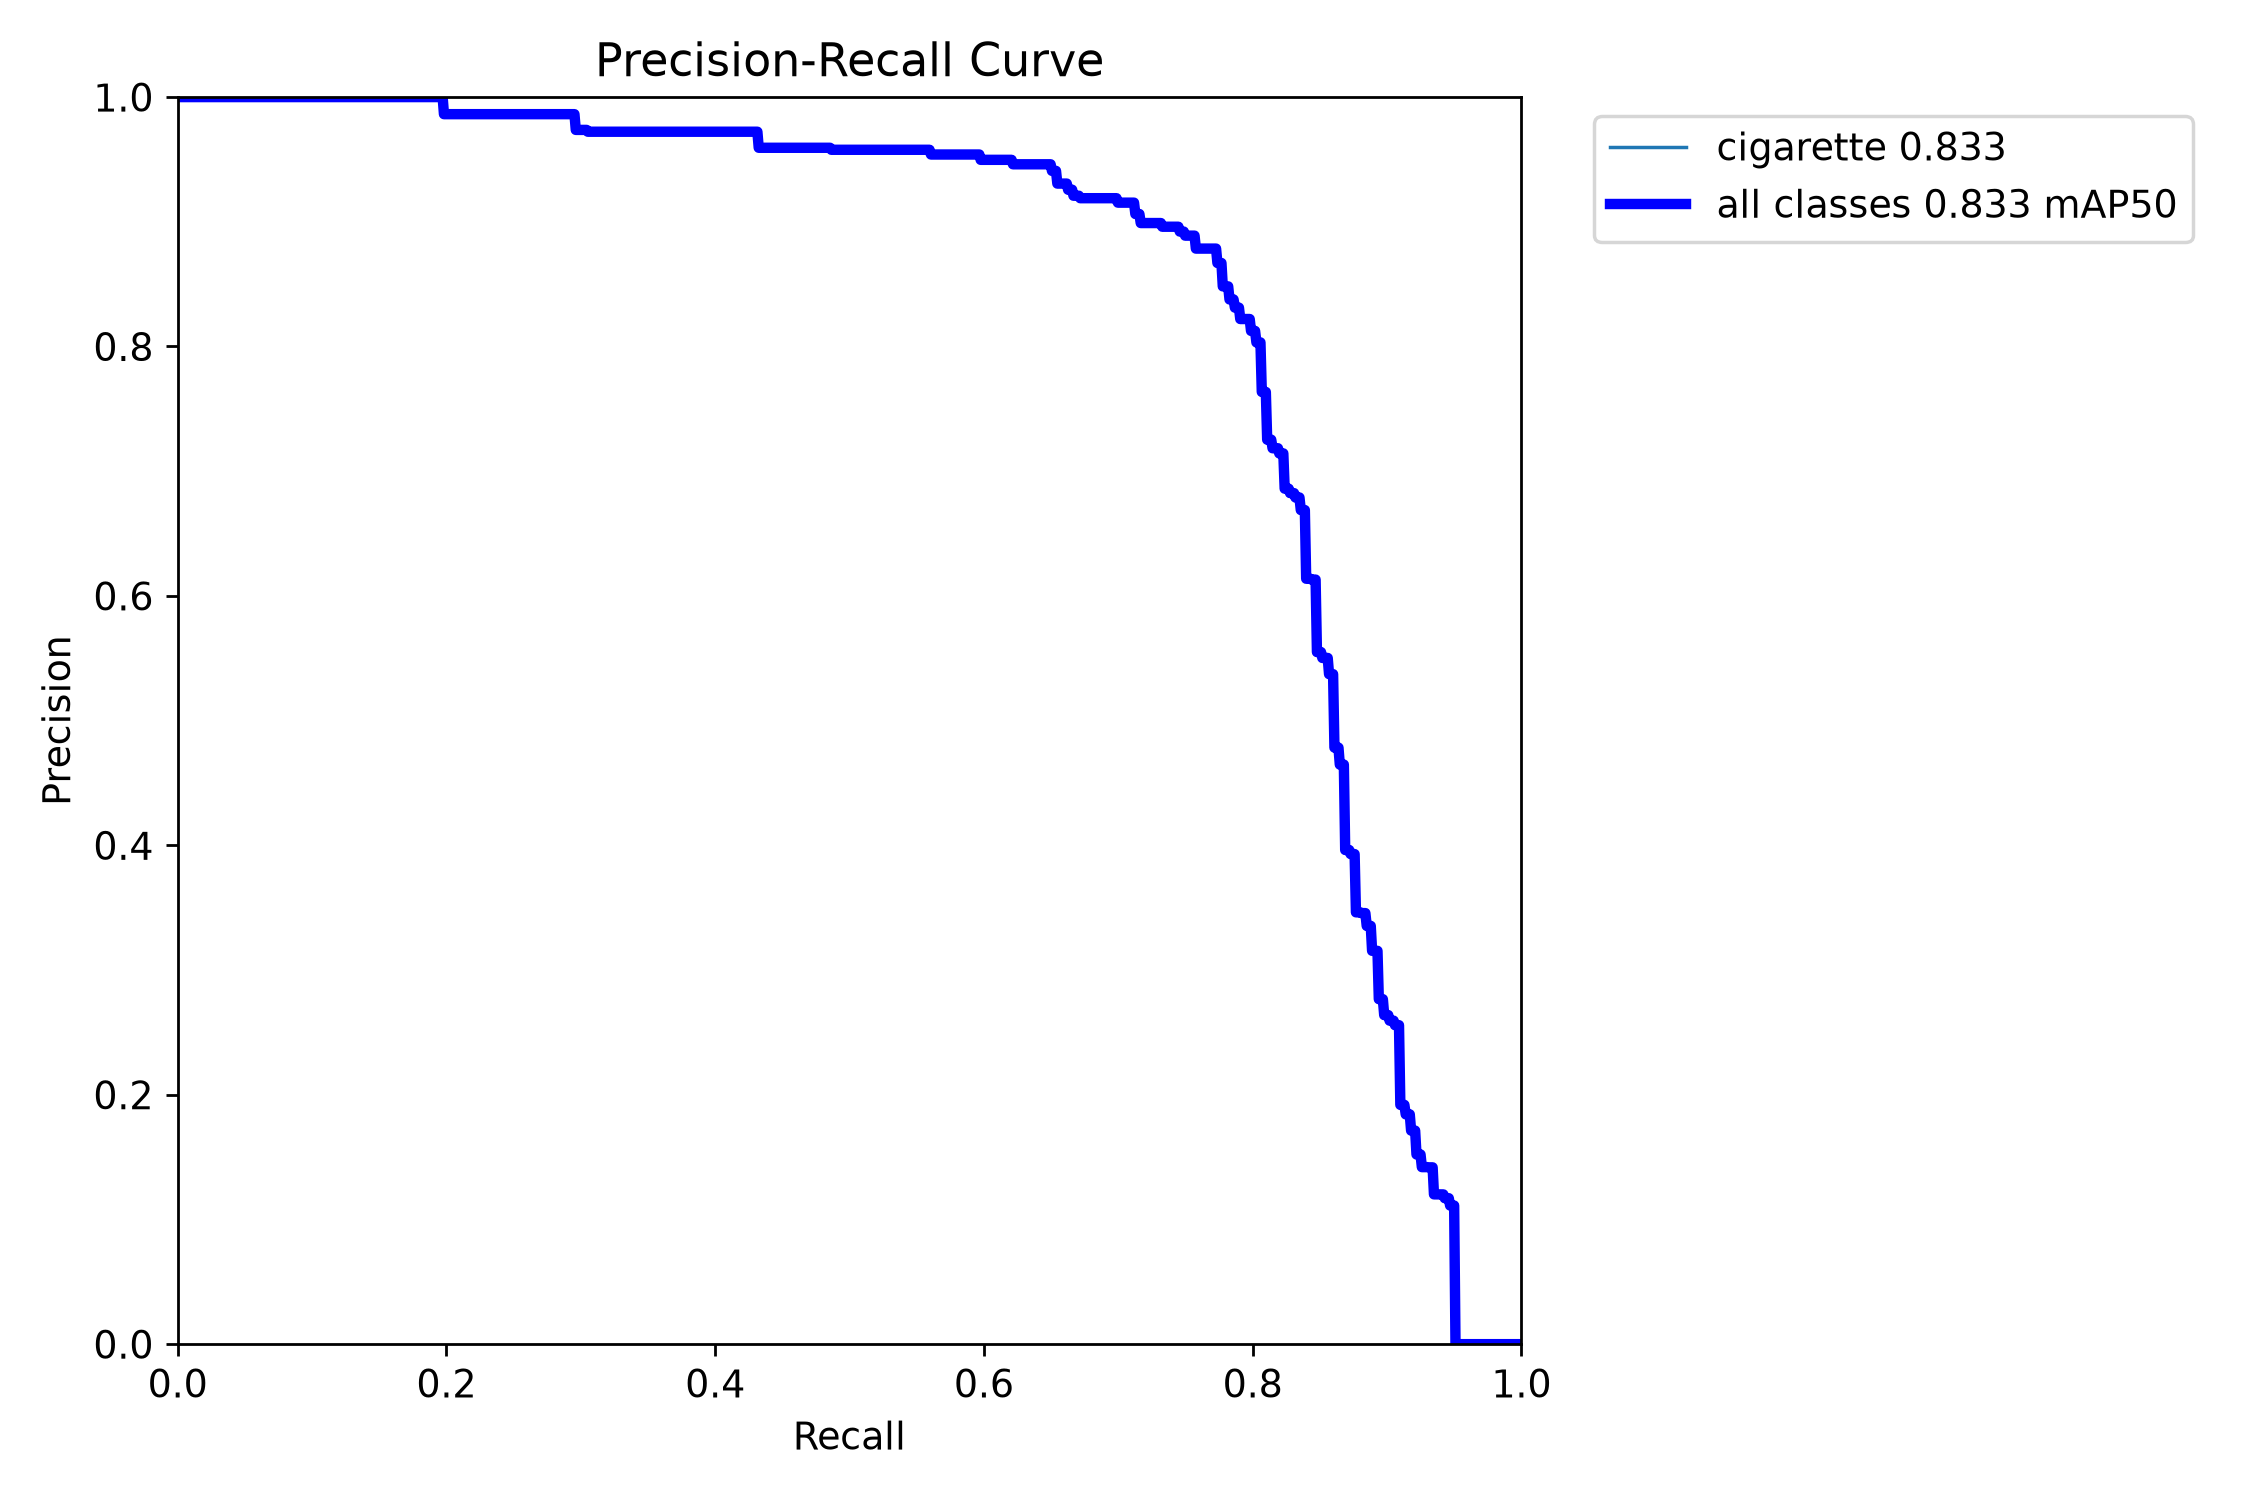 Precision-Recall Curve
1.0
0.8
0.6
0.4
0.2
0.0
Precision
0.0 0.2 0.4 0.6 0.8 1.0
Recall
cigarette 0.833
all classes 0.833 mAP50